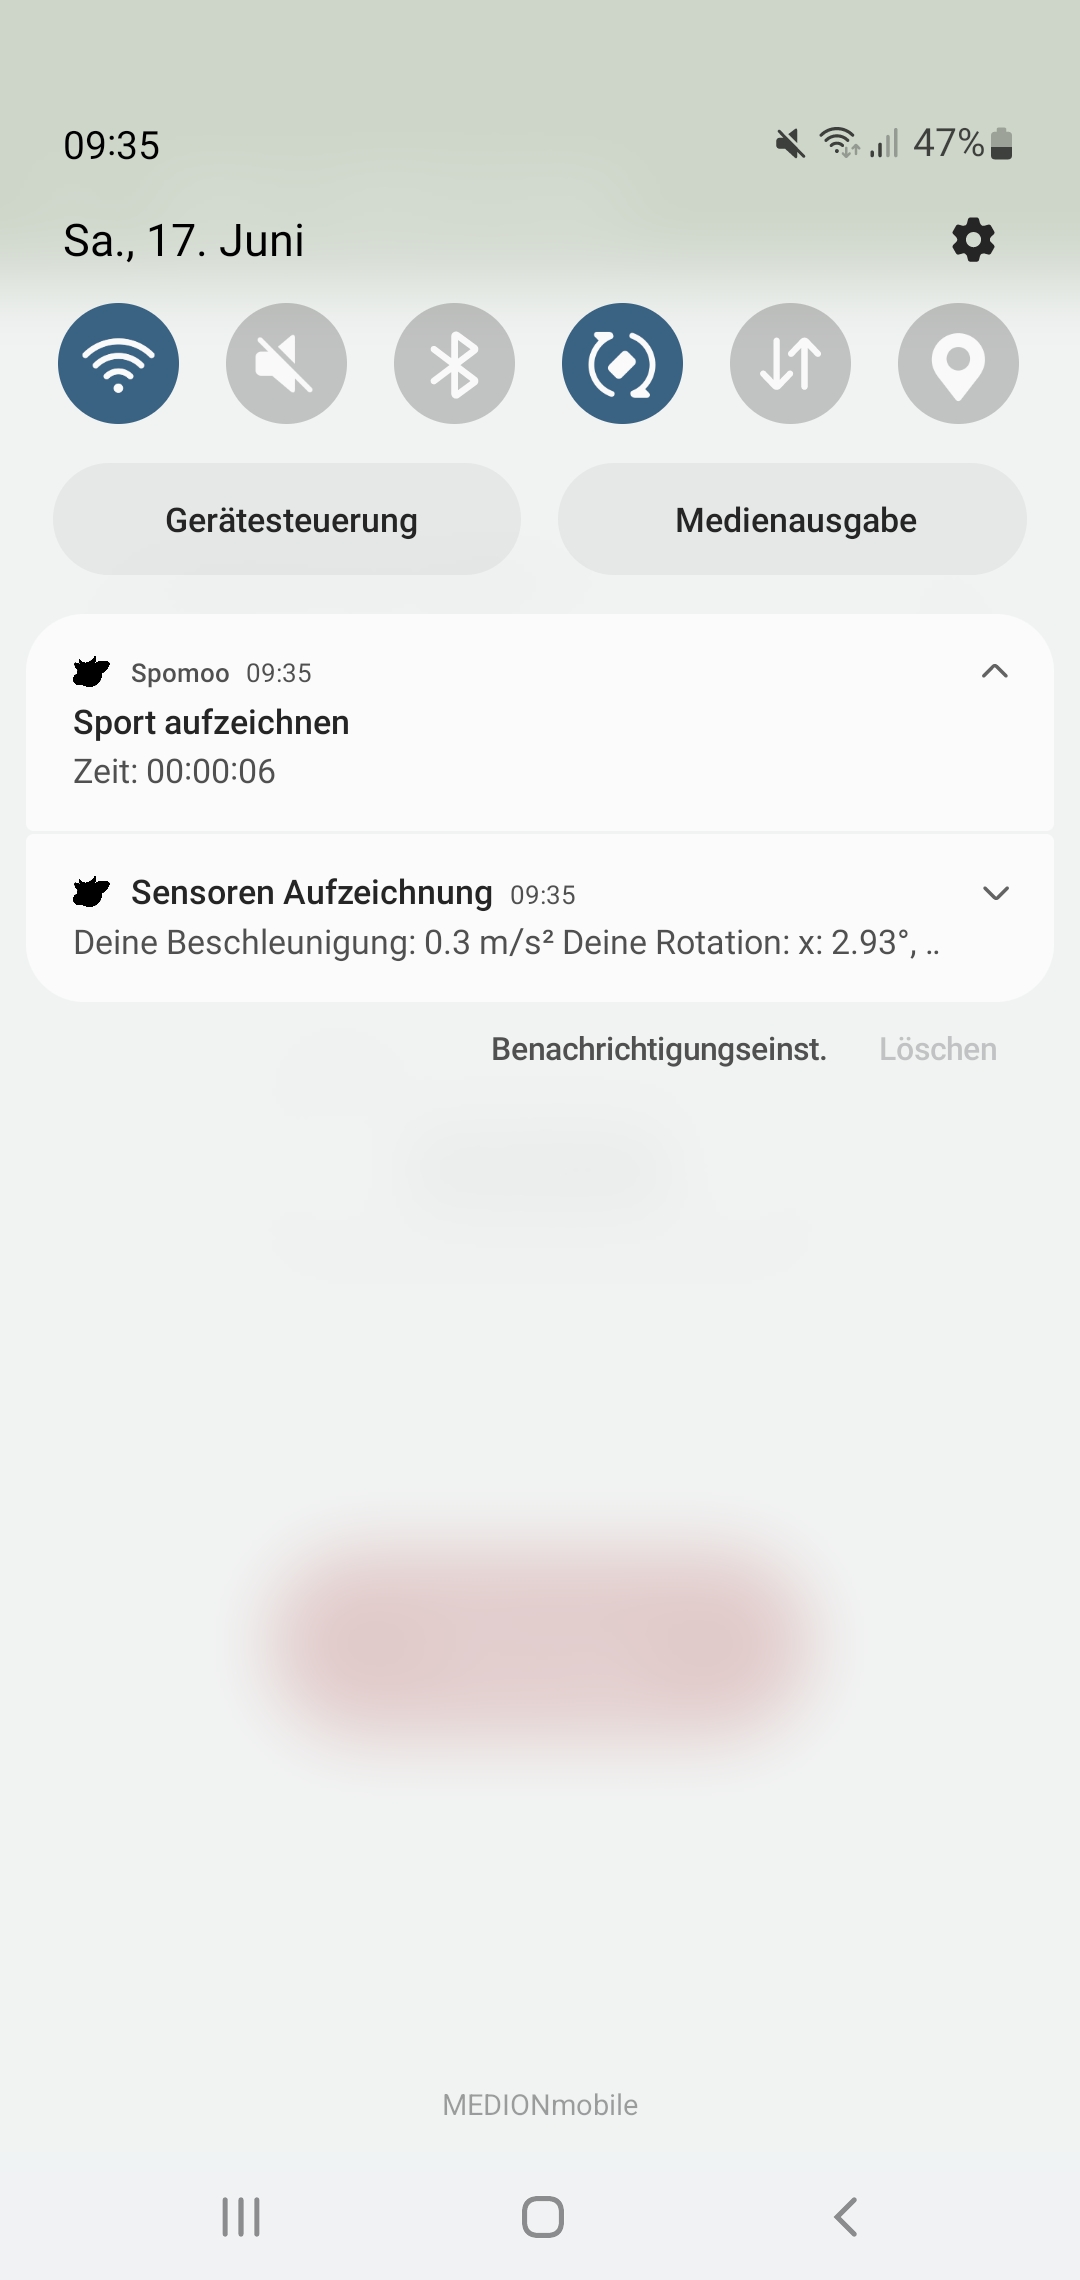 09:35
47%
Sa., 17. Juni
Gerätesteuerung
Medienausgabe
Spomoo 09:35
Sport aufzeichnen
Zeit: 00:00:06
Sensoren Aufzeichnung 09:35
Deine Beschleunigung: 0.3 m/s² Deine Rotation: x: 2.93°, ..
Benachrichtigungseinst.
Löschen
MEDIONmobile